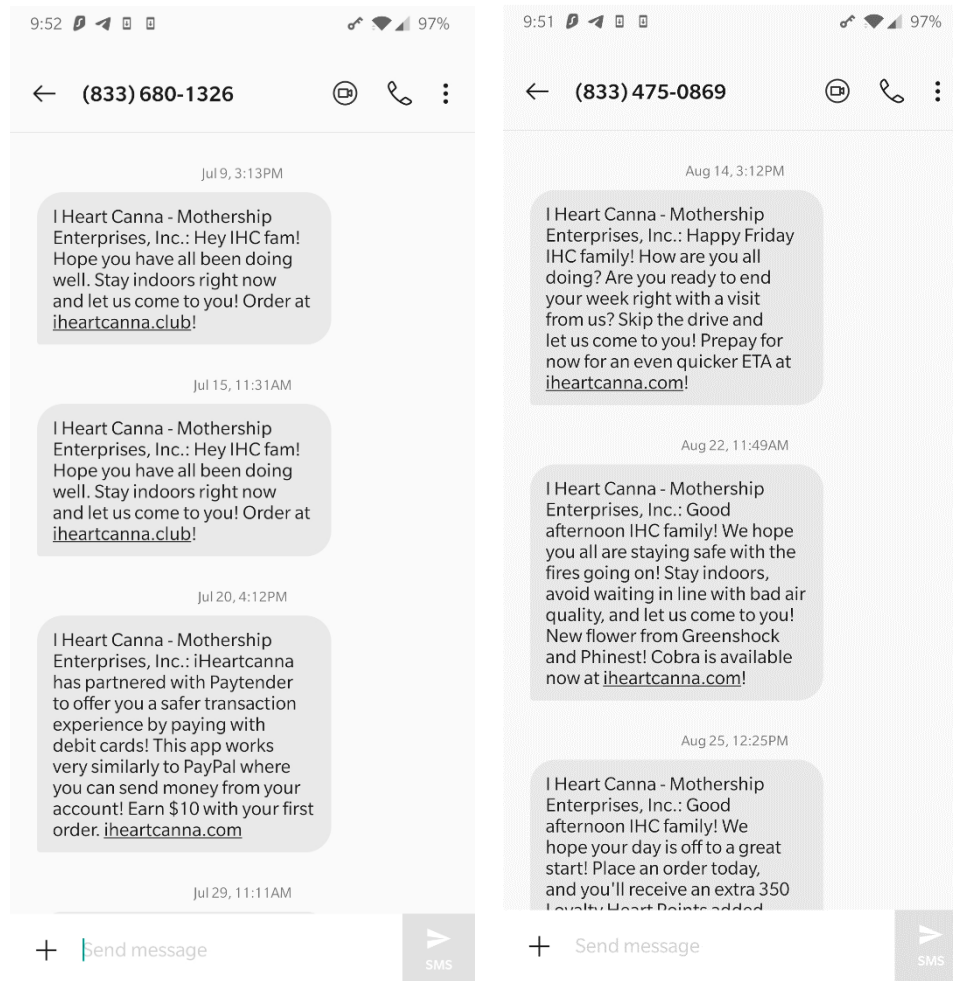 9:52 97%
(833) 680-1326
Jul 9, 3:13PM
I Heart Canna - Mothership
Enterprises, Inc.: Hey IHC fam!
Hope you have all been doing
well. Stay indoors right now
and let us come to you! Order at
iheartcanna.club!
Jul 15, 11:31AM
I Heart Canna - Mothership
Enterprises, Inc.: Hey IHC fam!
Hope you have all been doing
well. Stay indoors right now
and let us come to you! Order at
iheartcanna.club!
Jul 20, 4:12PM
I Heart Canna - Mothership
Enterprises, Inc.: iHeartcanna
has partnered with Paytender
to offer you a safer transaction
experience by paying with
debit cards! This app works
very similarly to PayPal where
you can send money from your
account! Earn $10 with your first
order. iheartcanna.com
Jul 29, 11:11AM
Send message
SMS
9:51 97%
(833) 475-0869
Aug 14, 3:12PM
I Heart Canna - Mothership
Enterprises, Inc.: Happy Friday
IHC family! How are you all
doing? Are you ready to end
your week right with a visit
from us? Skip the drive and
let us come to you! Prepay for
now for an even quicker ETA at
iheartcanna.com!
Aug 22, 11:49AM
I Heart Canna - Mothership
Enterprises, Inc.: Good
afternoon IHC family! We hope
you all are staying safe with the
fires going on! Stay indoors,
avoid waiting in line with bad air
quality, and let us come to you!
New flower from Greenshock
and Phinest! Cobra is available
now at iheartcanna.com!
Aug 25, 12:25PM
I Heart Canna - Mothership
Enterprises, Inc.: Good
afternoon IHC family! We
hope your day is off to a great
start! Place an order today,
and you'll receive an extra 350
Loyalty Heart Points added
Send message
SMS